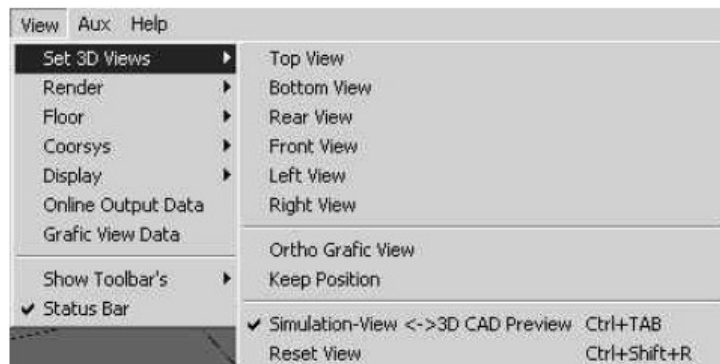 View Aux Help
Set 3D Views
Render
Floor
Coorsys
Display
Online Output Data
Grafic View Data
Show Toolbar's
Status Bar
Top View
Bottom View
Rear View
Front View
Left View
Right View
Ortho Grafic View
Keep Position
Simulation-View <->3D CAD Preview Ctrl+TAB
Reset View Ctrl+Shift+R